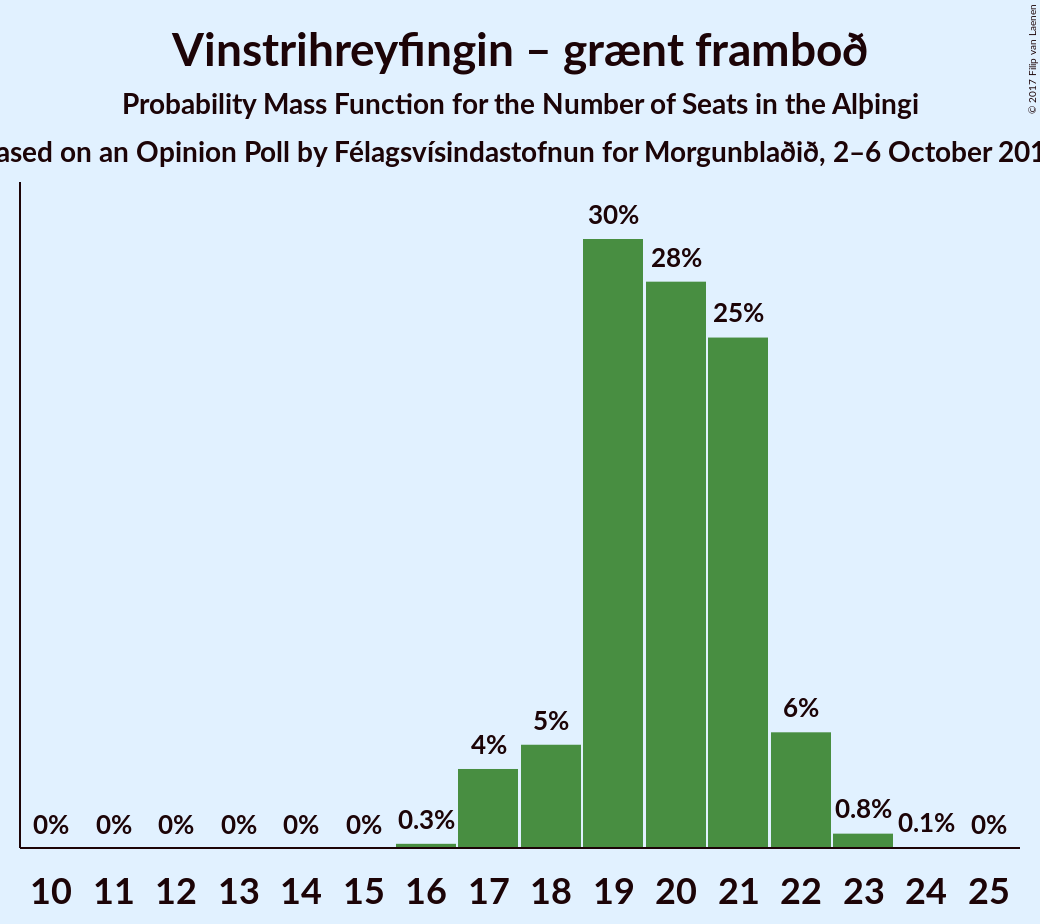 Vinstrihreyfingin – grænt framboð
Probability Mass Function for the Number of Seats in the Alþingi
ased on an Opinion Poll by Félagsvísindastofnun for Morgunblaðið, 2–6 October 201
© 2017 Filip van Laenen
30%
28%
25%
6%
5%
4%
0% 0% 0% 0% 0% 0% 0.3% 0.8% 0.1% 0%
10 11 12 13 14 15 16 17 18 19 20 21 22 23 24 25